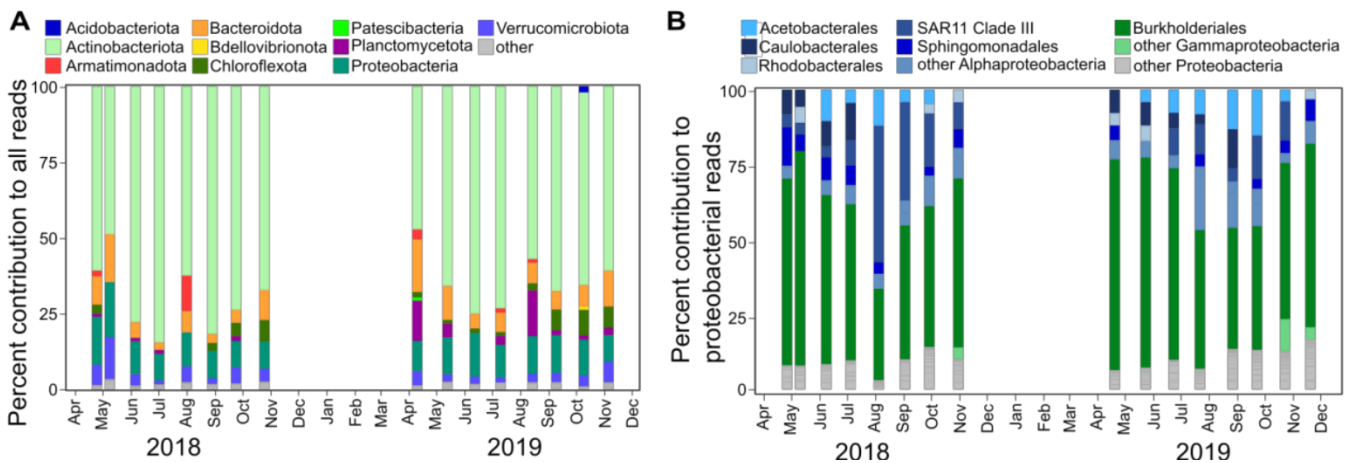 A
Acidobacteriota
Bacteroidota
Patescibacteria
Verrucomicrobiota
Actinobacteriota
Bdellovibrionota
Planctomycetota
other
Armatimonadota
Chloroflexota
Proteobacteria
Percent contribution to all reads
100
75
50
25
0
Apr
May
Jun
Jul
Aug
Sep
Oct
Nov
Dec
Jan
Feb
Mar
Apr
May
Jun
Jul
Aug
Sep
Oct
Nov
Dec
2018
2019
B
Acetobacterales
SAR11 Clade III
Burkholderiales
Caulobacterales
Sphingomonadales
other Gammaproteobacteria
Rhodobacterales
other Alphaproteobacteria
other Proteobacteria
Percent contribution to
proteobacterial reads
100
75
50
25
0
Apr
May
Jun
Jul
Aug
Sep
Oct
Nov
Dec
Jan
Feb
Mar
Apr
May
Jun
Jul
Aug
Sep
Oct
Nov
Dec
2018
2019